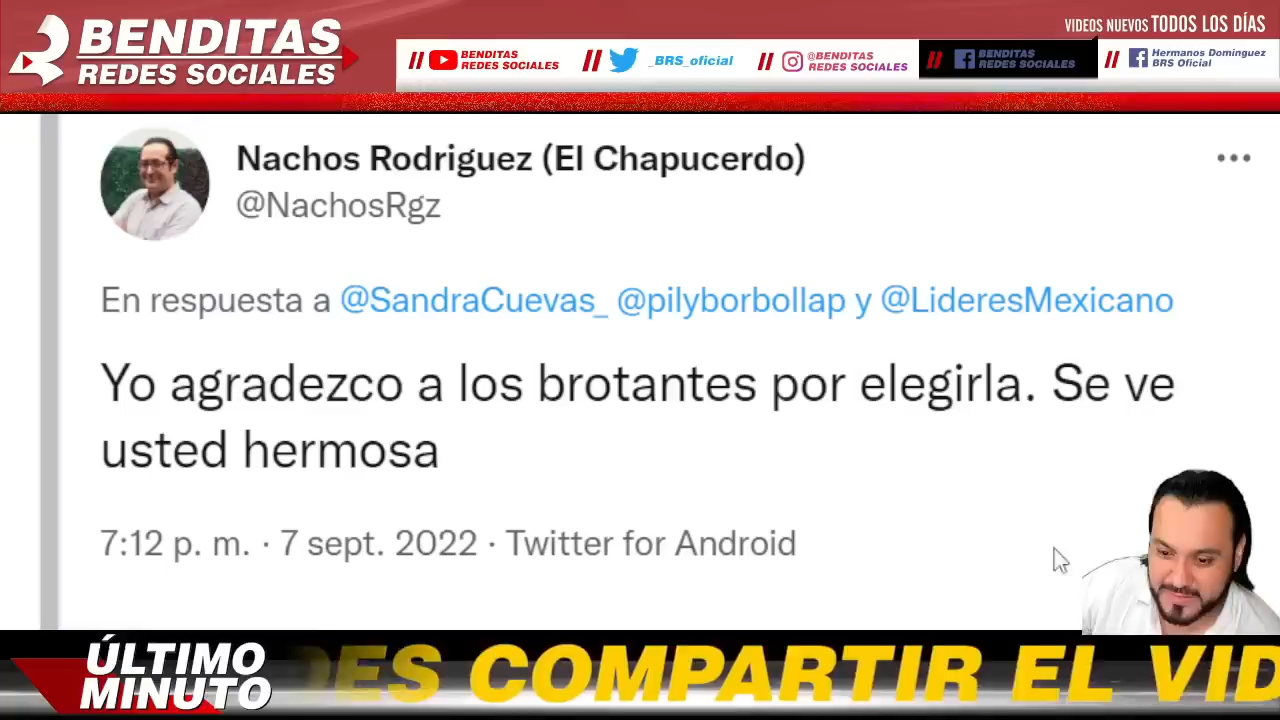 BENDITAS
REDES SOCIALES
VIDEOS NUEVOS TODOS LOS DÍAS
// BENDITAS REDES SOCIALES
// _BRS_oficial
// @BENDITAS REDES SOCIALES
// BENDITAS REDES SOCIALES
// Hermanos Dominguez BRS Oficial
Nachos Rodriguez (El Chapucerdo)
@NachosRgz
En respuesta a @SandraCuevas_ @pilyborbollap y @LideresMexicano
Yo agradezco a los brotantes por elegirla. Se ve
usted hermosa
7:12 p. m. · 7 sept. 2022 · Twitter for Android
ÚLTIMO
MINUTO
DES COMPARTIR EL VID